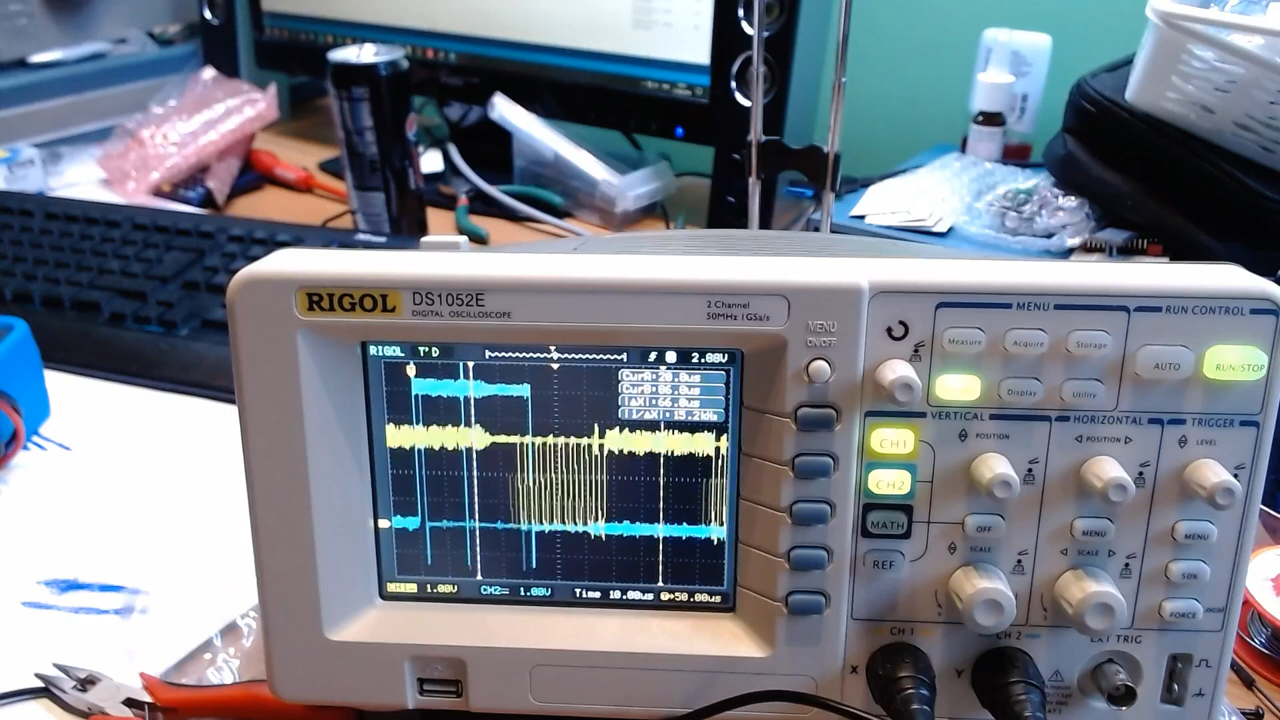 RIGOL DS1052E
DIGITAL OSCILLOSCOPE
2 Channel
50MHz 1GSa/s
MENU
ON/OFF
RIGOL T'D 2.88V
CurA=20.0us
CurB=86.0us
|ΔX|=66.0us
|1/ΔX|=15.2kHz
CH1= 1.00V CH2= 1.00V Time 10.00us T→50.00us
MENU
RUN CONTROL
Measure
Acquire
Storage
Display
Utility
AUTO
RUN/STOP
VERTICAL
HORIZONTAL
TRIGGER
CH1
CH2
MATH
REF
POSITION
OFF
SCALE
POSITION
MENU
SCALE
LEVEL
MENU
50%
FORCE
CH 1
CH 2
EXT TRIG
X
Y